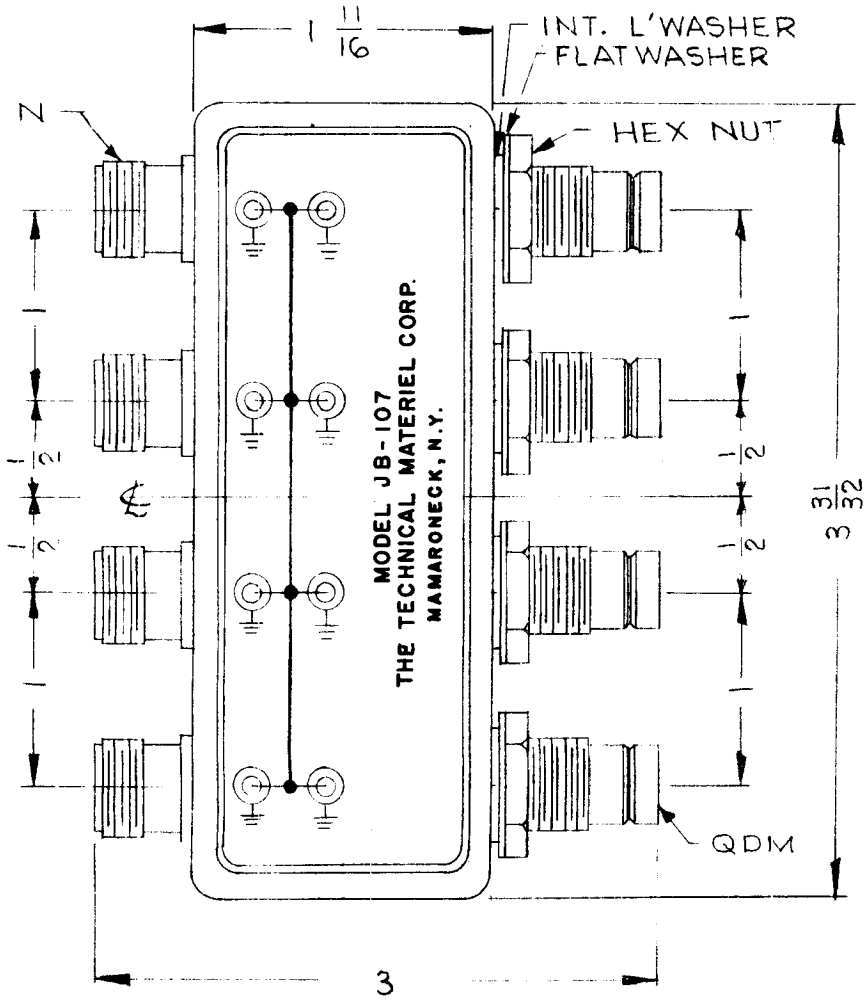 1 11/16
INT. L'WASHER
FLATWASHER
HEX NUT
N
1
1/2
℄
1/2
1
MODEL JB-107
THE TECHNICAL MATERIEL CORP.
MAMARONECK, N.Y.
1
1/2
1/2
1
3 31/32
QDM
3